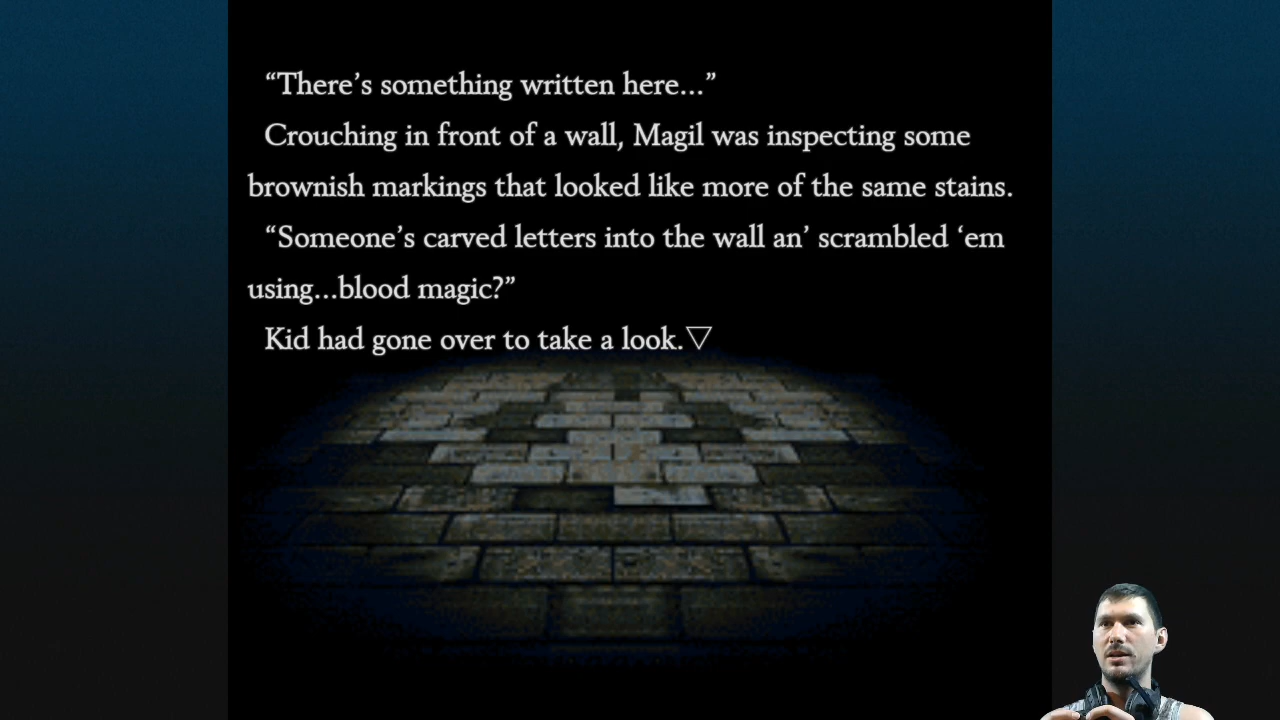 “There’s something written here...”
Crouching in front of a wall, Magil was inspecting some
brownish markings that looked like more of the same stains.
“Someone’s carved letters into the wall an’ scrambled ‘em
using...blood magic?”
Kid had gone over to take a look.▽